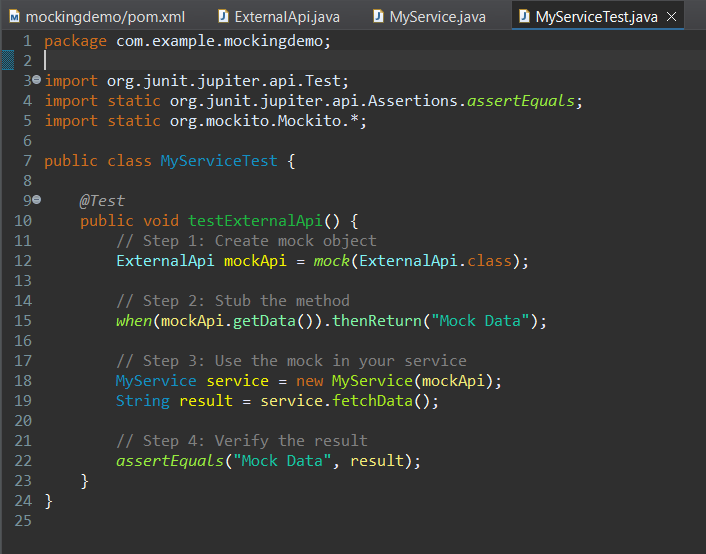 mockingdemo/pom.xml ExternalApi.java MyService.java MyServiceTest.java
1 package com.example.mockingdemo;
2
3 import org.junit.jupiter.api.Test;
4 import static org.junit.jupiter.api.Assertions.assertEquals;
5 import static org.mockito.Mockito.*;
6
7 public class MyServiceTest {
8
9     @Test
10     public void testExternalApi() {
11         // Step 1: Create mock object
12         ExternalApi mockApi = mock(ExternalApi.class);
13
14         // Step 2: Stub the method
15         when(mockApi.getData()).thenReturn("Mock Data");
16
17         // Step 3: Use the mock in your service
18         MyService service = new MyService(mockApi);
19         String result = service.fetchData();
20
21         // Step 4: Verify the result
22         assertEquals("Mock Data", result);
23     }
24 }
25